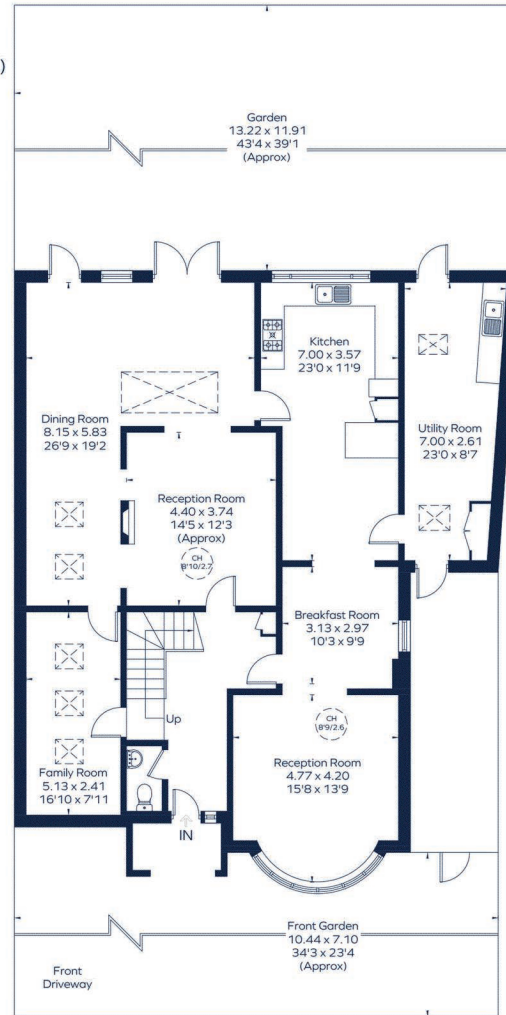 )
Garden
13.22 x 11.91
43'4 x 39'1
(Approx)
Kitchen
7.00 x 3.57
23'0 x 11'9
Dining Room
8.15 x 5.83
26'9 x 19'2
Utility Room
7.00 x 2.61
23'0 x 8'7
Reception Room
4.40 x 3.74
14'5 x 12'3
(Approx)
CH
8'10/2.7
Breakfast Room
3.13 x 2.97
10'3 x 9'9
Up
CH
8'9/2.6
Family Room
5.13 x 2.41
16'10 x 7'11
Reception Room
4.77 x 4.20
15'8 x 13'9
IN
Front Garden
10.44 x 7.10
34'3 x 23'4
(Approx)
Front
Driveway